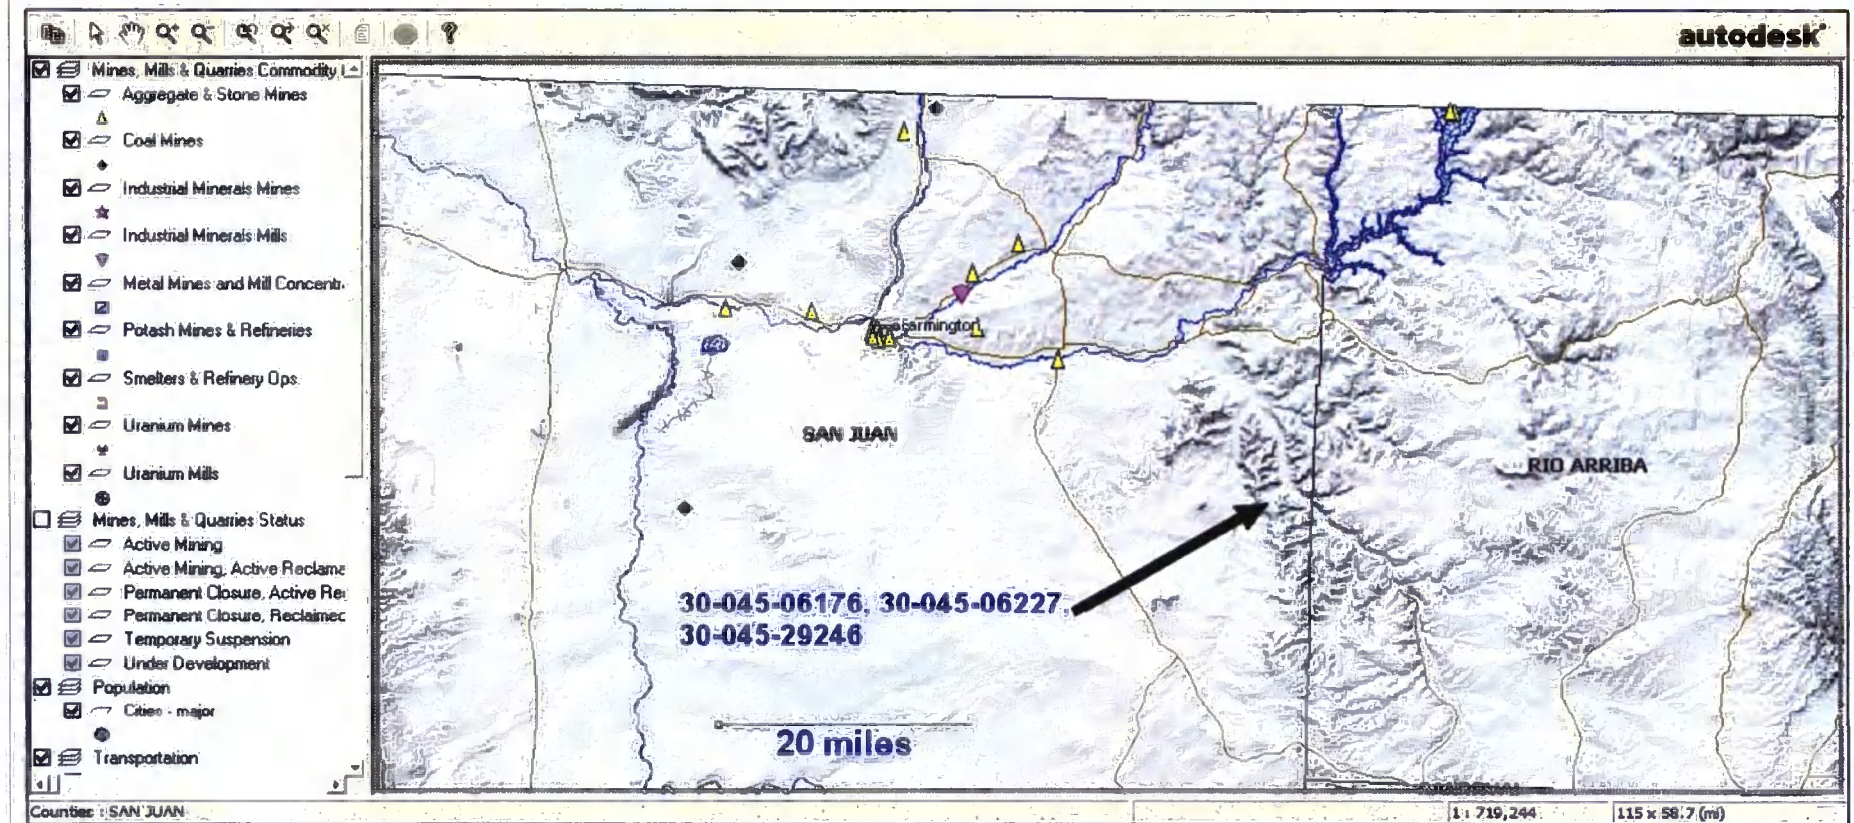 autodesk
Mines, Mills & Quarries Commodity
Aggregate & Stone Mines
Coal Mines
Industrial Minerals Mines
Industrial Minerals Mills
Metal Mines and Mill Concentr
Potash Mines & Refineries
Smelters & Refinery Ops
Uranium Mines
Uranium Mills
Mines, Mills & Quarries Status
Active Mining
Active Mining, Active Reclama
Permanent Closure, Active Re
Permanent Closure, Reclaimed
Temporary Suspension
Under Development
Population
Cities - major
Transportation
Farmington
SAN JUAN
RIO ARRIBA
30-045-06176, 30-045-06227,
30-045-29246
20 miles
Counties : SAN JUAN
1 : 719,244
115 x 58.7 (mi)